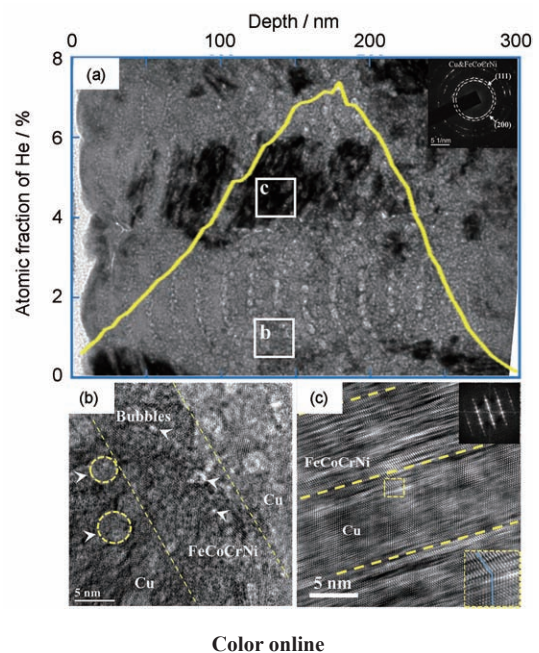 Depth / nm
0 100 200 300
8
6
4
2
0
Atomic fraction of He / %
(a)
Cu&FeCoCrNi
(111)
(200)
5 1/nm
c
b
(b)
Bubbles
Cu
FeCoCrNi
Cu
5 nm
(c)
FeCoCrNi
Cu
5 nm
Color online